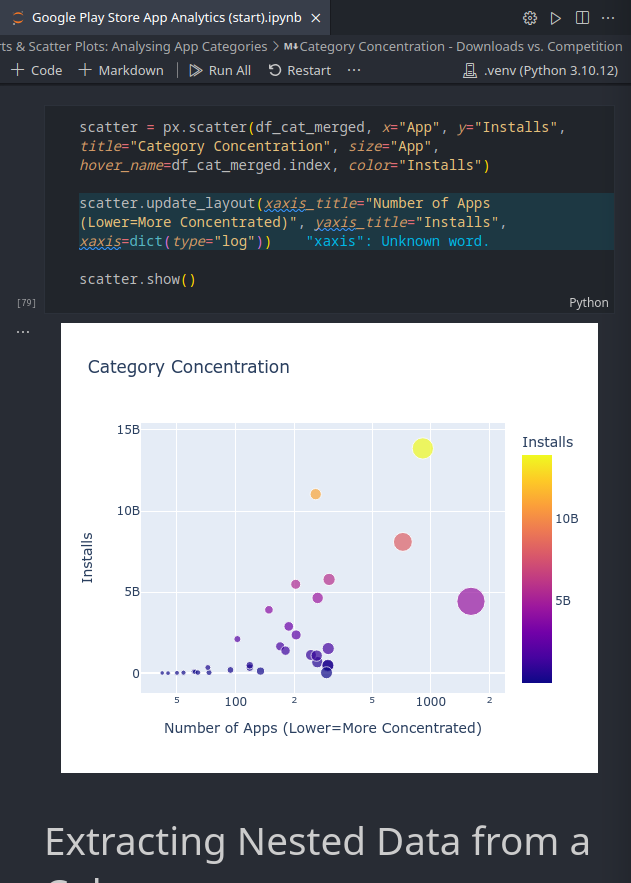 Google Play Store App Analytics (start).ipynb
rts & Scatter Plots: Analysing App Categories > M↓Category Concentration - Downloads vs. Competition
+ Code + Markdown | Run All Restart ··· .venv (Python 3.10.12)
scatter = px.scatter(df_cat_merged, x="App", y="Installs",
title="Category Concentration", size="App",
hover_name=df_cat_merged.index, color="Installs")
scatter.update_layout(xaxis_title="Number of Apps
(Lower=More Concentrated)", yaxis_title="Installs",
xaxis=dict(type="log")) "xaxis": Unknown word.
scatter.show()
[79]
Python
...
Category Concentration
Installs
15B
10B
5B
0
Installs
10B
5B
5 100 2 5 1000 2
Number of Apps (Lower=More Concentrated)
Extracting Nested Data from a